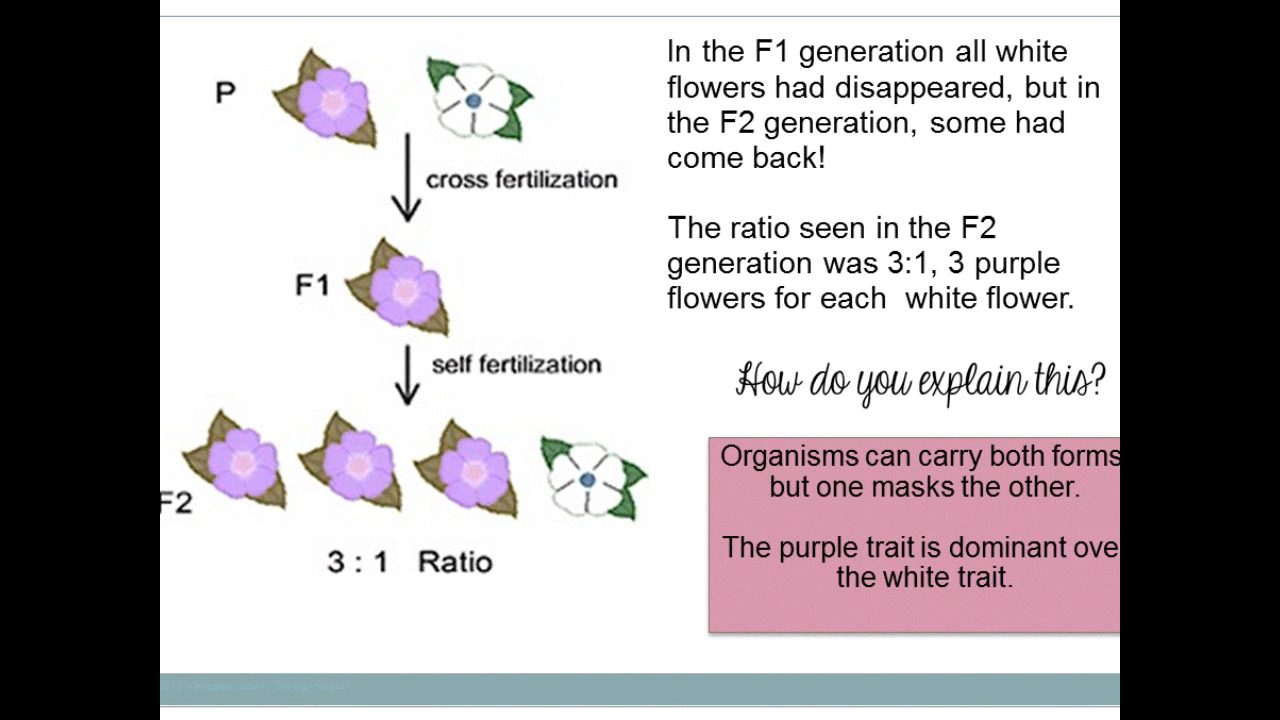 P
cross fertilization
F1
self fertilization
F2
3 : 1 Ratio
In the F1 generation all white
flowers had disappeared, but in
the F2 generation, some had
come back!
The ratio seen in the F2
generation was 3:1, 3 purple
flowers for each white flower.
How do you explain this?
Organisms can carry both forms
but one masks the other.
The purple trait is dominant ove
the white trait.